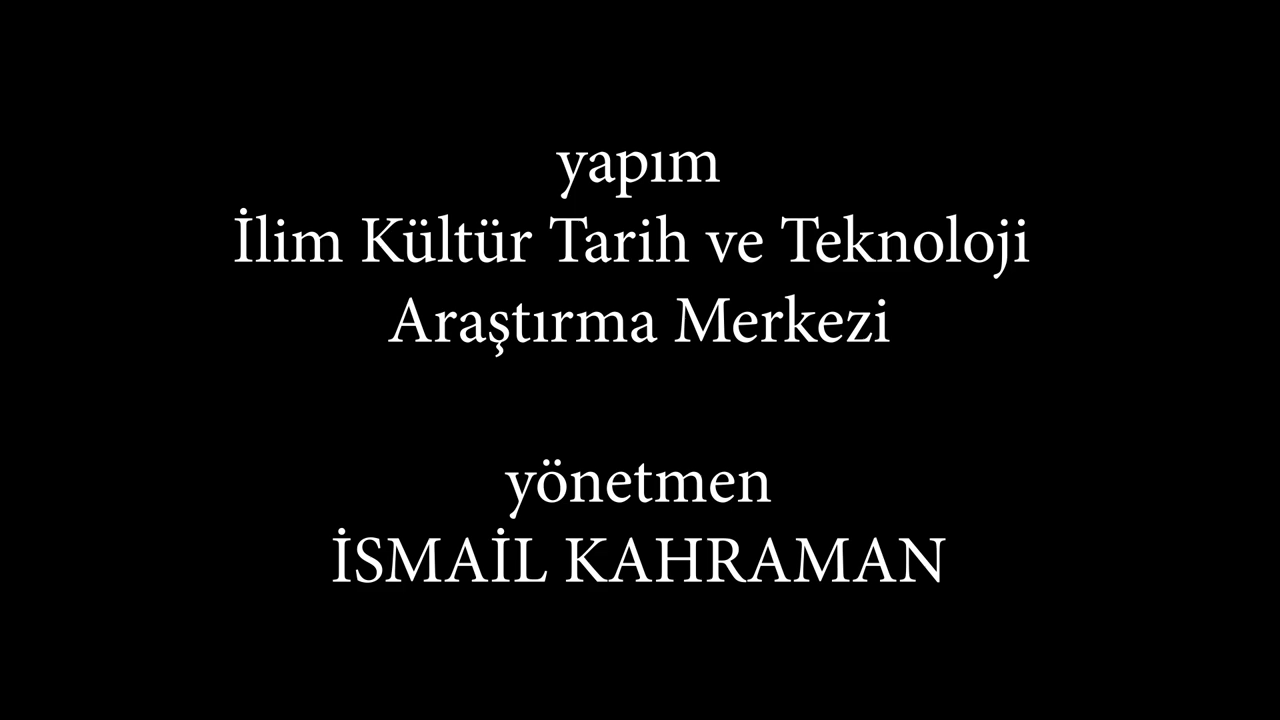 yapım
İlim Kültür Tarih ve Teknoloji
Araştırma Merkezi
yönetmen
İSMAİL KAHRAMAN